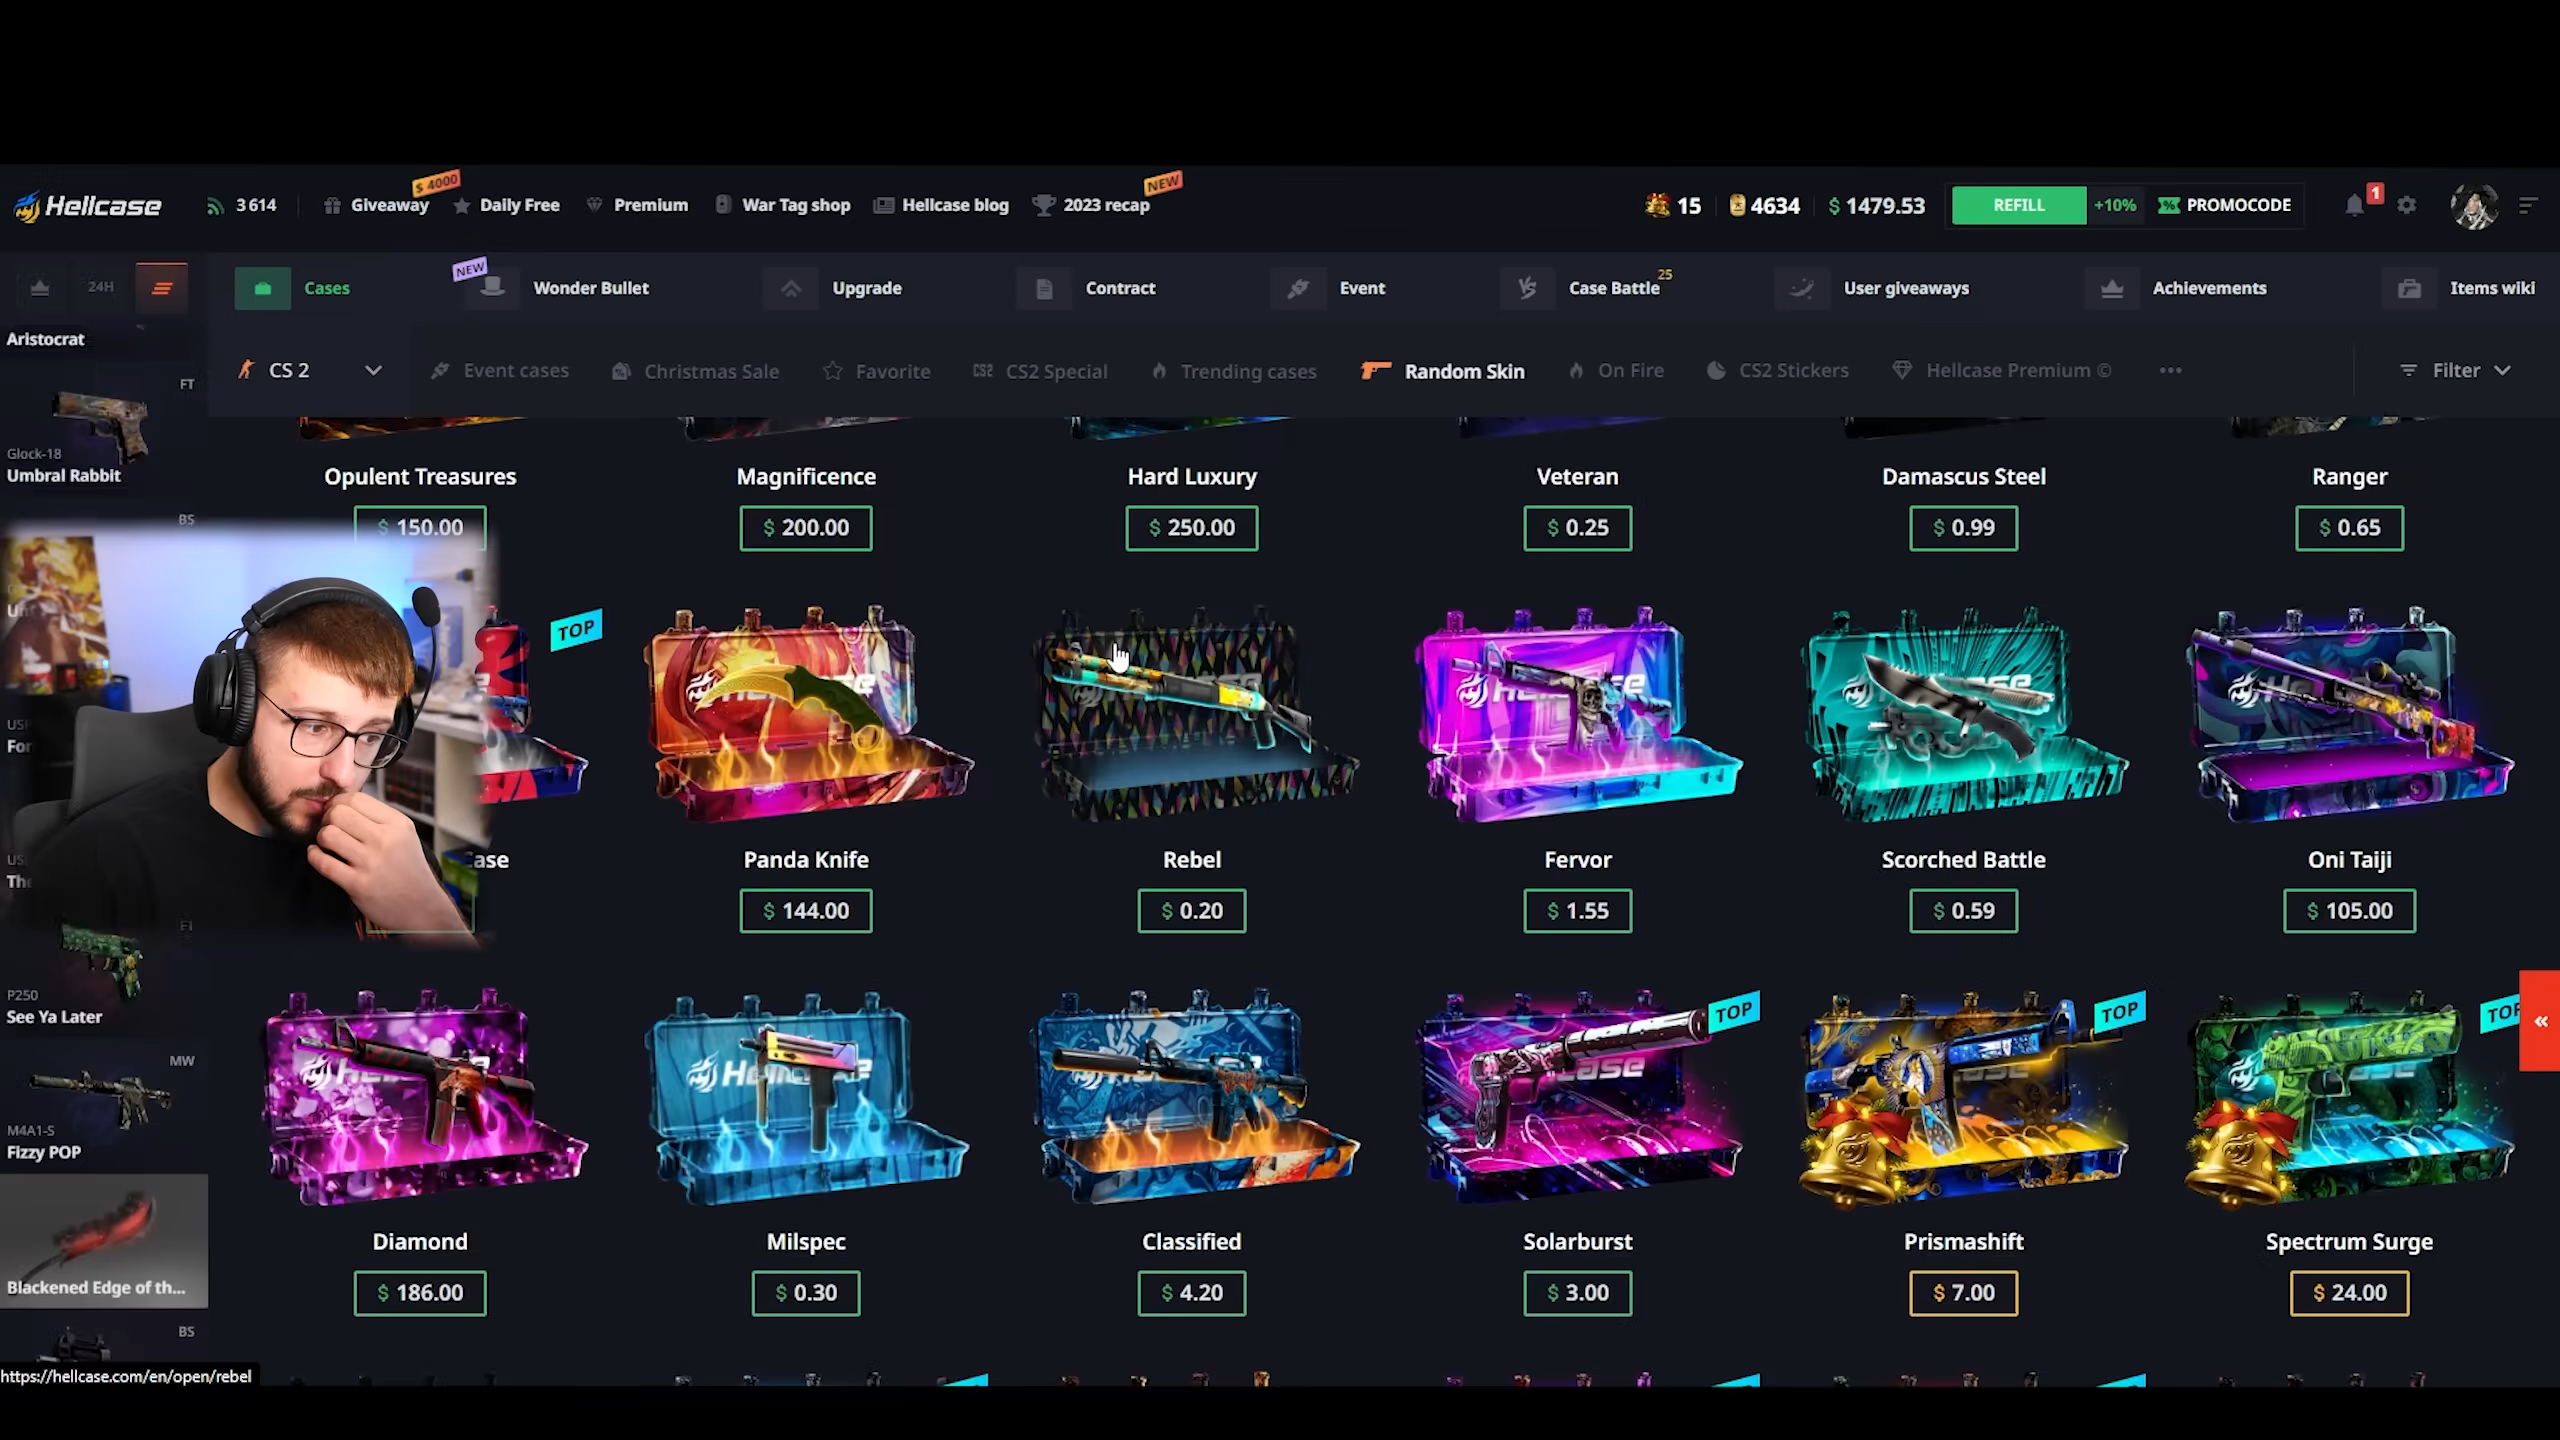 Hellcase
3 614
Giveaway
$ 4000
Daily Free
Premium
War Tag shop
Hellcase blog
2023 recap
NEW
15
4634
$ 1479.53
REFILL
+10%
PROMOCODE
1
24H
Cases
NEW
Wonder Bullet
Upgrade
Contract
Event
Case Battle
25
User giveaways
Achievements
Items wiki
Aristocrat
CS 2
Event cases
Christmas Sale
Favorite
CS2
CS2 Special
Trending cases
Random Skin
On Fire
CS2 Stickers
Hellcase Premium ©
Filter
FT
Glock-18
Umbral Rabbit
BS
Opulent Treasures
Magnificence
Hard Luxury
Veteran
Damascus Steel
Ranger
$ 150.00
$ 200.00
$ 250.00
$ 0.25
$ 0.99
$ 0.65
TOP
Panda Knife
Rebel
Fervor
Scorched Battle
Oni Taiji
$ 144.00
$ 0.20
$ 1.55
$ 0.59
$ 105.00
P250
See Ya Later
MW
M4A1-S
Fizzy POP
Blackened Edge of th...
BS
TOP
TOP
Diamond
Milspec
Classified
Solarburst
Prismashift
Spectrum Surge
$ 186.00
$ 0.30
$ 4.20
$ 3.00
$ 7.00
$ 24.00
https://hellcase.com/en/open/rebel